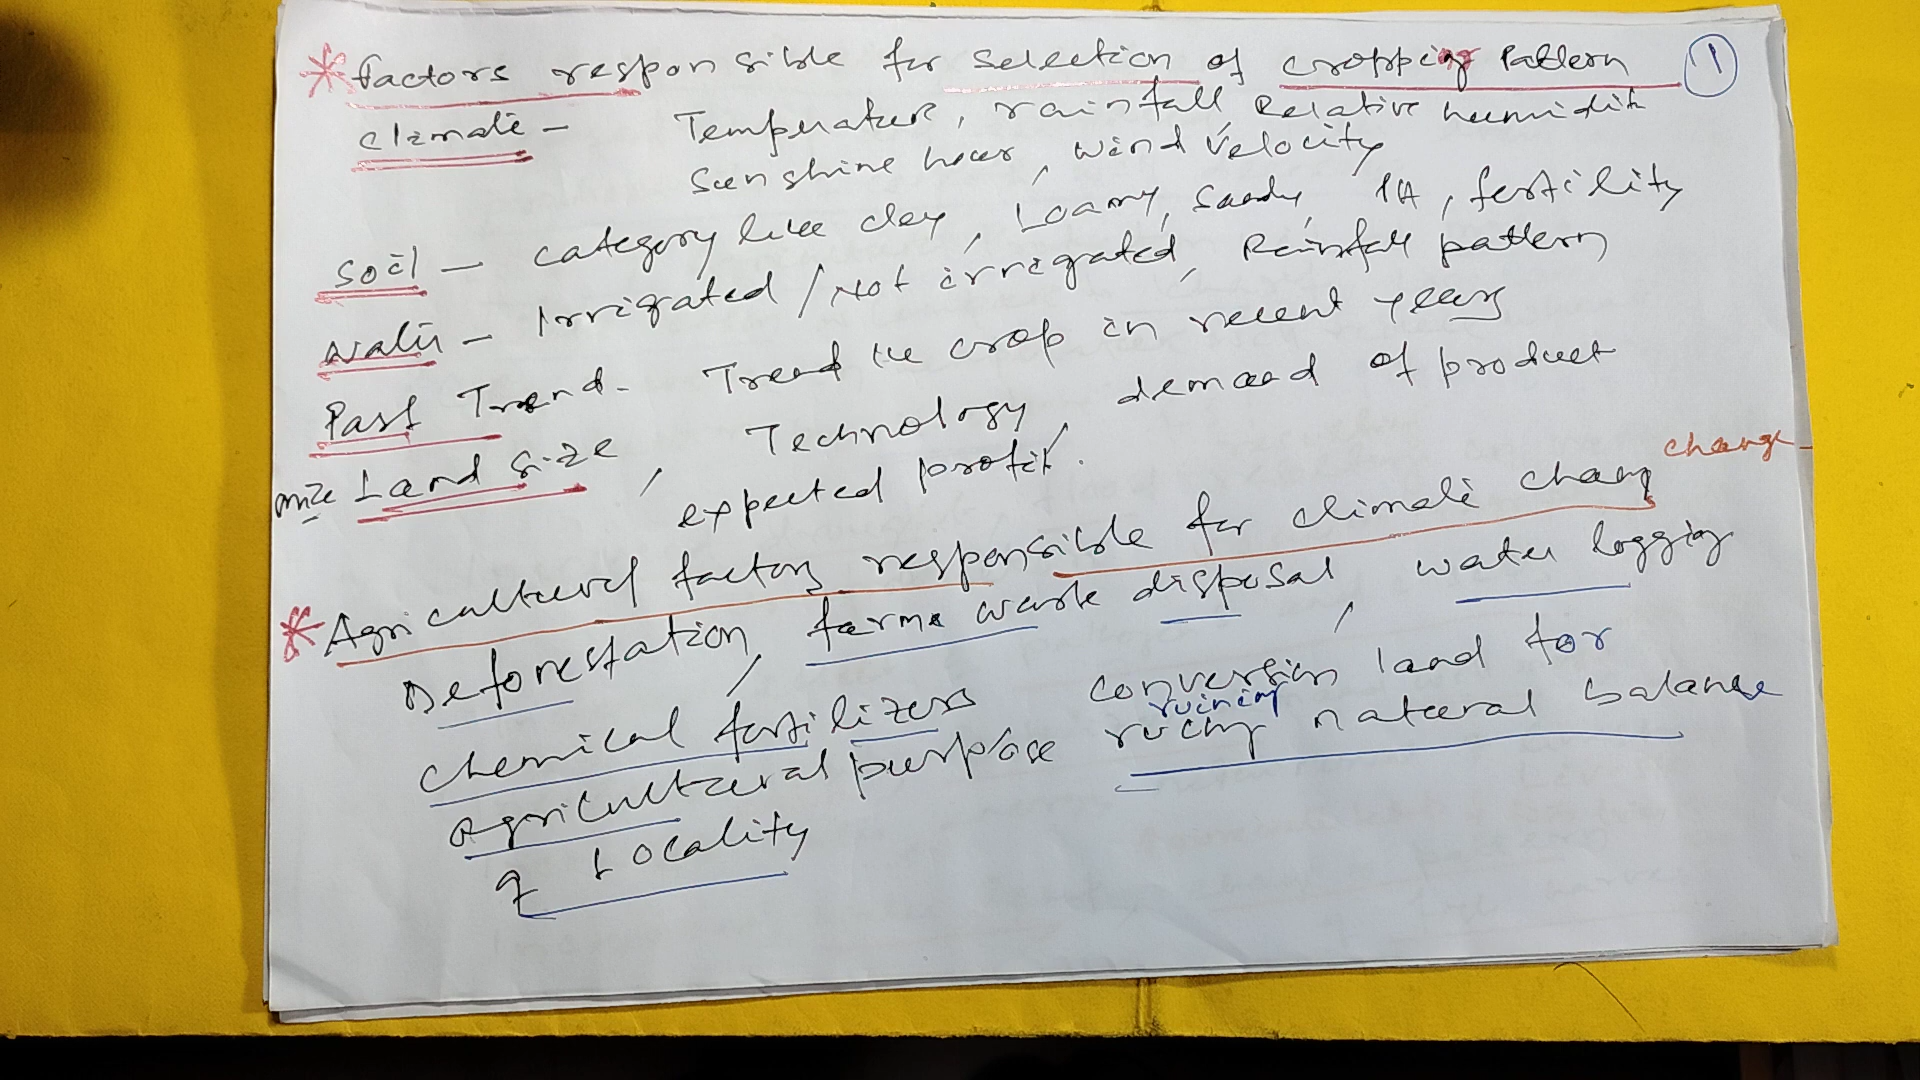 * Factors responsible for selection of cropping Pattern 11
climate - Temperature, rainfall, Relative humidity
Sunshine hour, wind velocity
Soil - category like clay, Loamy, Sandy, PH, fertility
water - Irrigated / Not irrigated, Rainfall pattern
Past Trend - Trend the crop in recent years
Land size, Technology, demand of product
expected profit.
* Agricultural factors responsible for climate change change
Deforestation, farm waste disposal, water logging
chemical fertilizers conversion land for
agricultural purpose ruining natural balance
of Locality